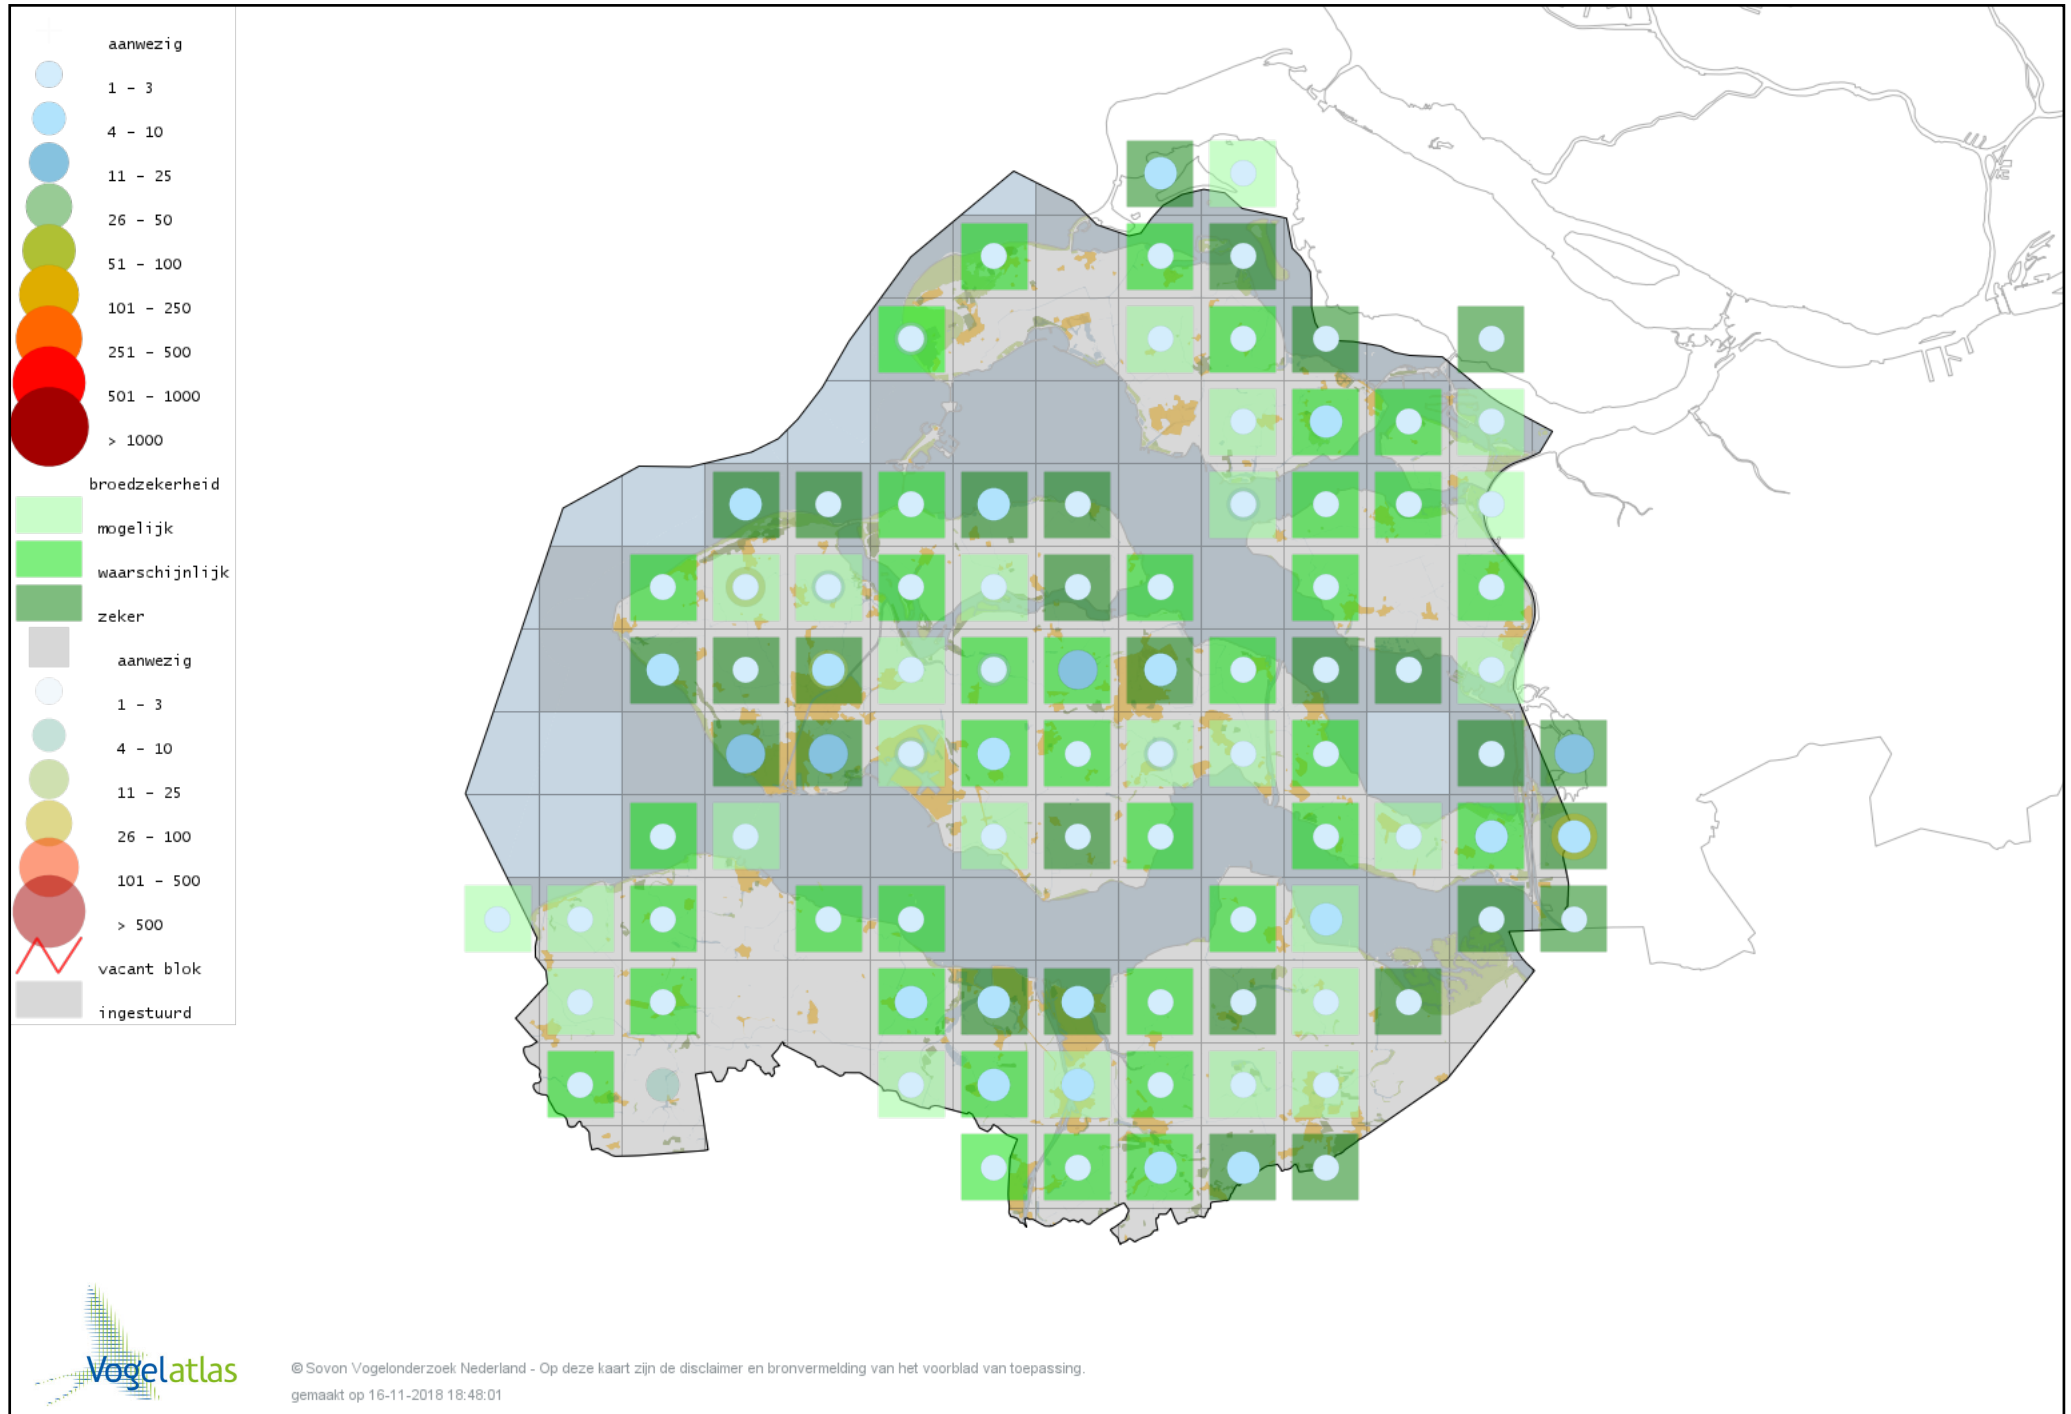 aanwezig
1 - 3
4 - 10
11 - 25
26 - 50
51 - 100
101 - 250
251 - 500
501 - 1000
> 1000
broedzekerheid
mogelijk
waarschijnlijk
zeker
aanwezig
1 - 3
4 - 10
11 - 25
26 - 100
101 - 500
> 500
vacant blok
ingestuurd
Vogelatlas
© Sovon Vogelonderzoek Nederland - Op deze kaart zijn de disclaimer en bronvermelding van het voorblad van toepassing.
gemaakt op 16-11-2018 18:48:01